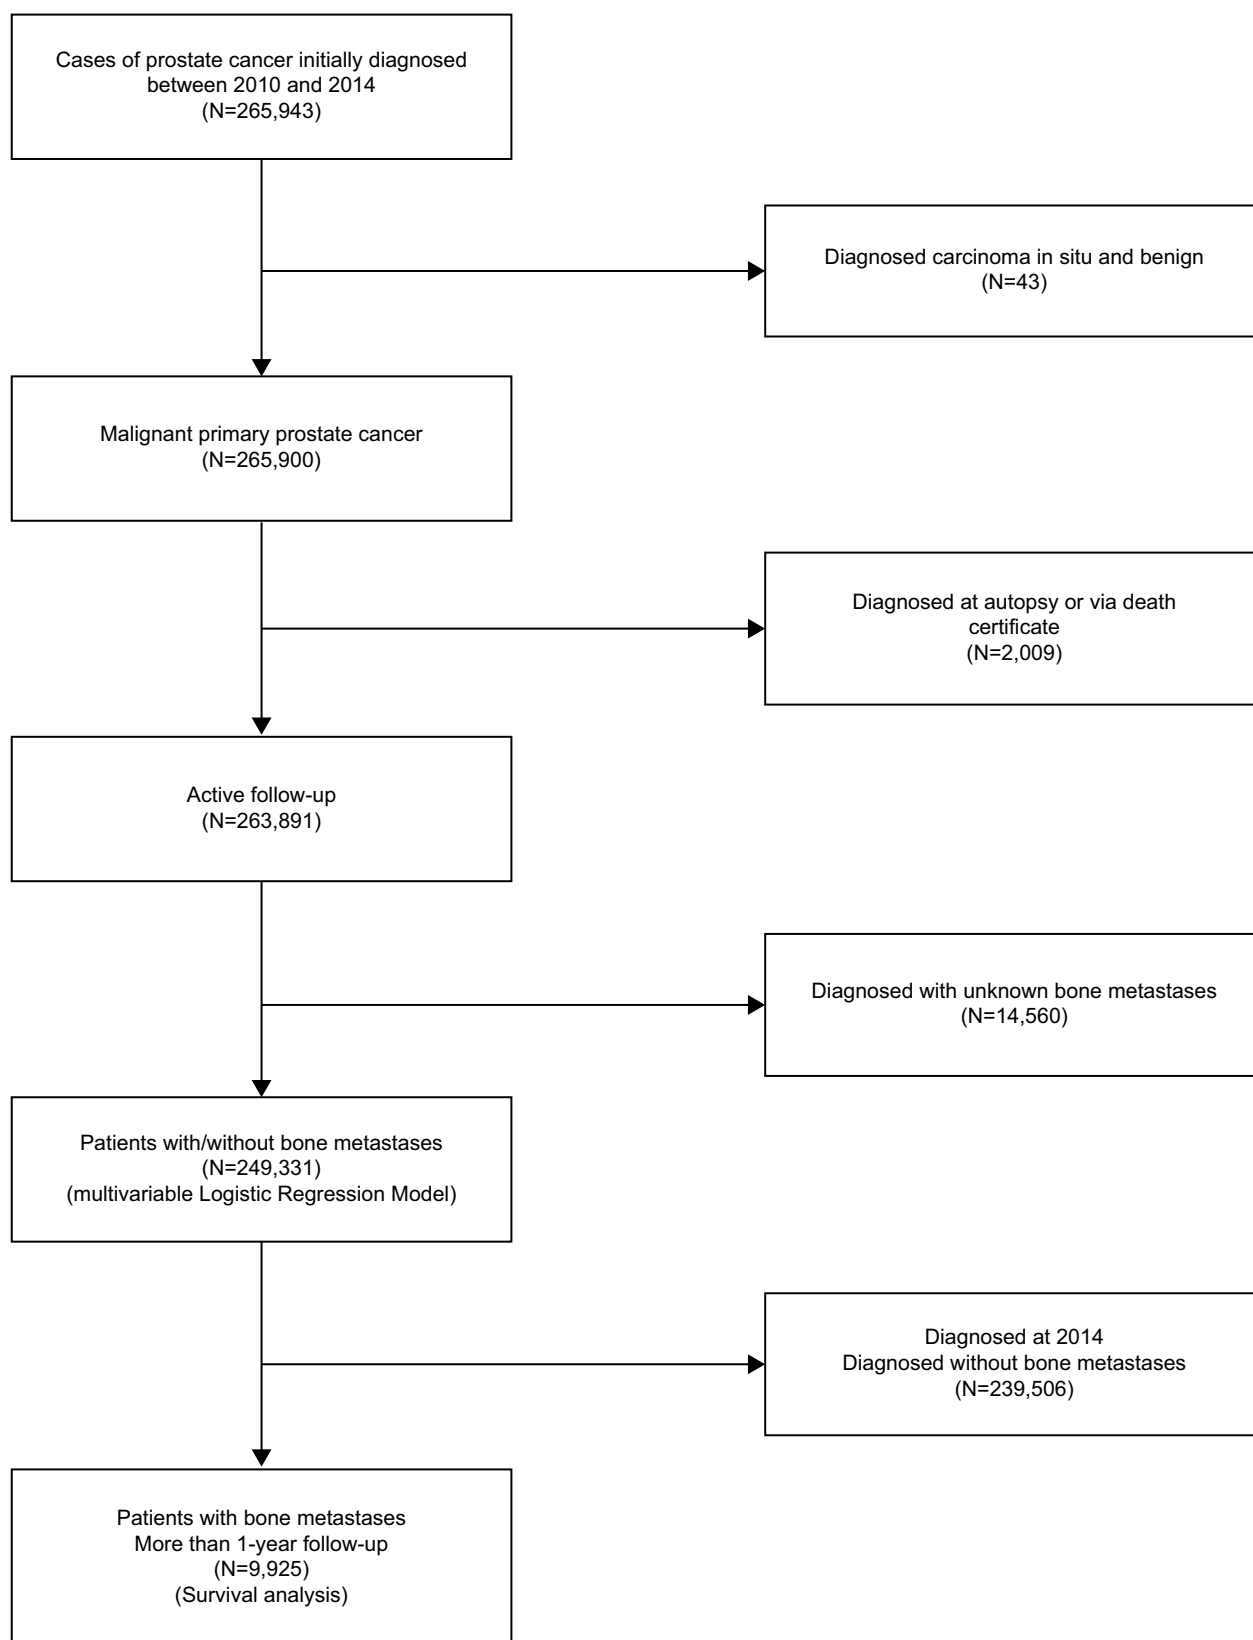 Cases of prostate cancer initially diagnosed
between 2010 and 2014
(N=265,943)
Diagnosed carcinoma in situ and benign
(N=43)
Malignant primary prostate cancer
(N=265,900)
Diagnosed at autopsy or via death
certificate
(N=2,009)
Active follow-up
(N=263,891)
Diagnosed with unknown bone metastases
(N=14,560)
Patients with/without bone metastases
(N=249,331)
(multivariable Logistic Regression Model)
Diagnosed at 2014
Diagnosed without bone metastases
(N=239,506)
Patients with bone metastases
More than 1-year follow-up
(N=9,925)
(Survival analysis)